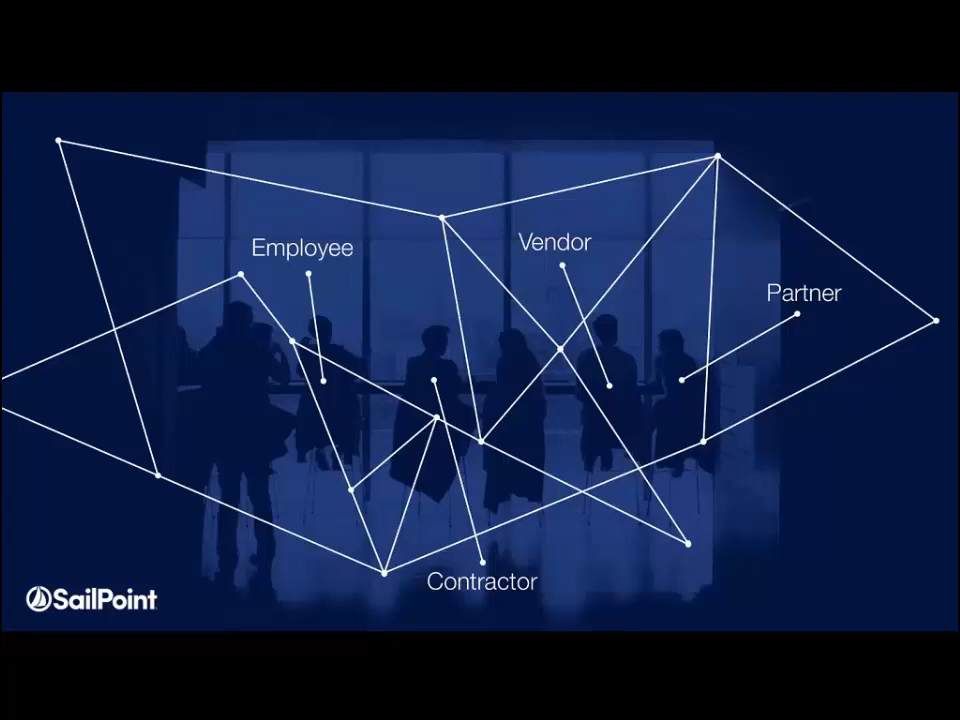 Employee
Vendor
Partner
Contractor
SailPoint